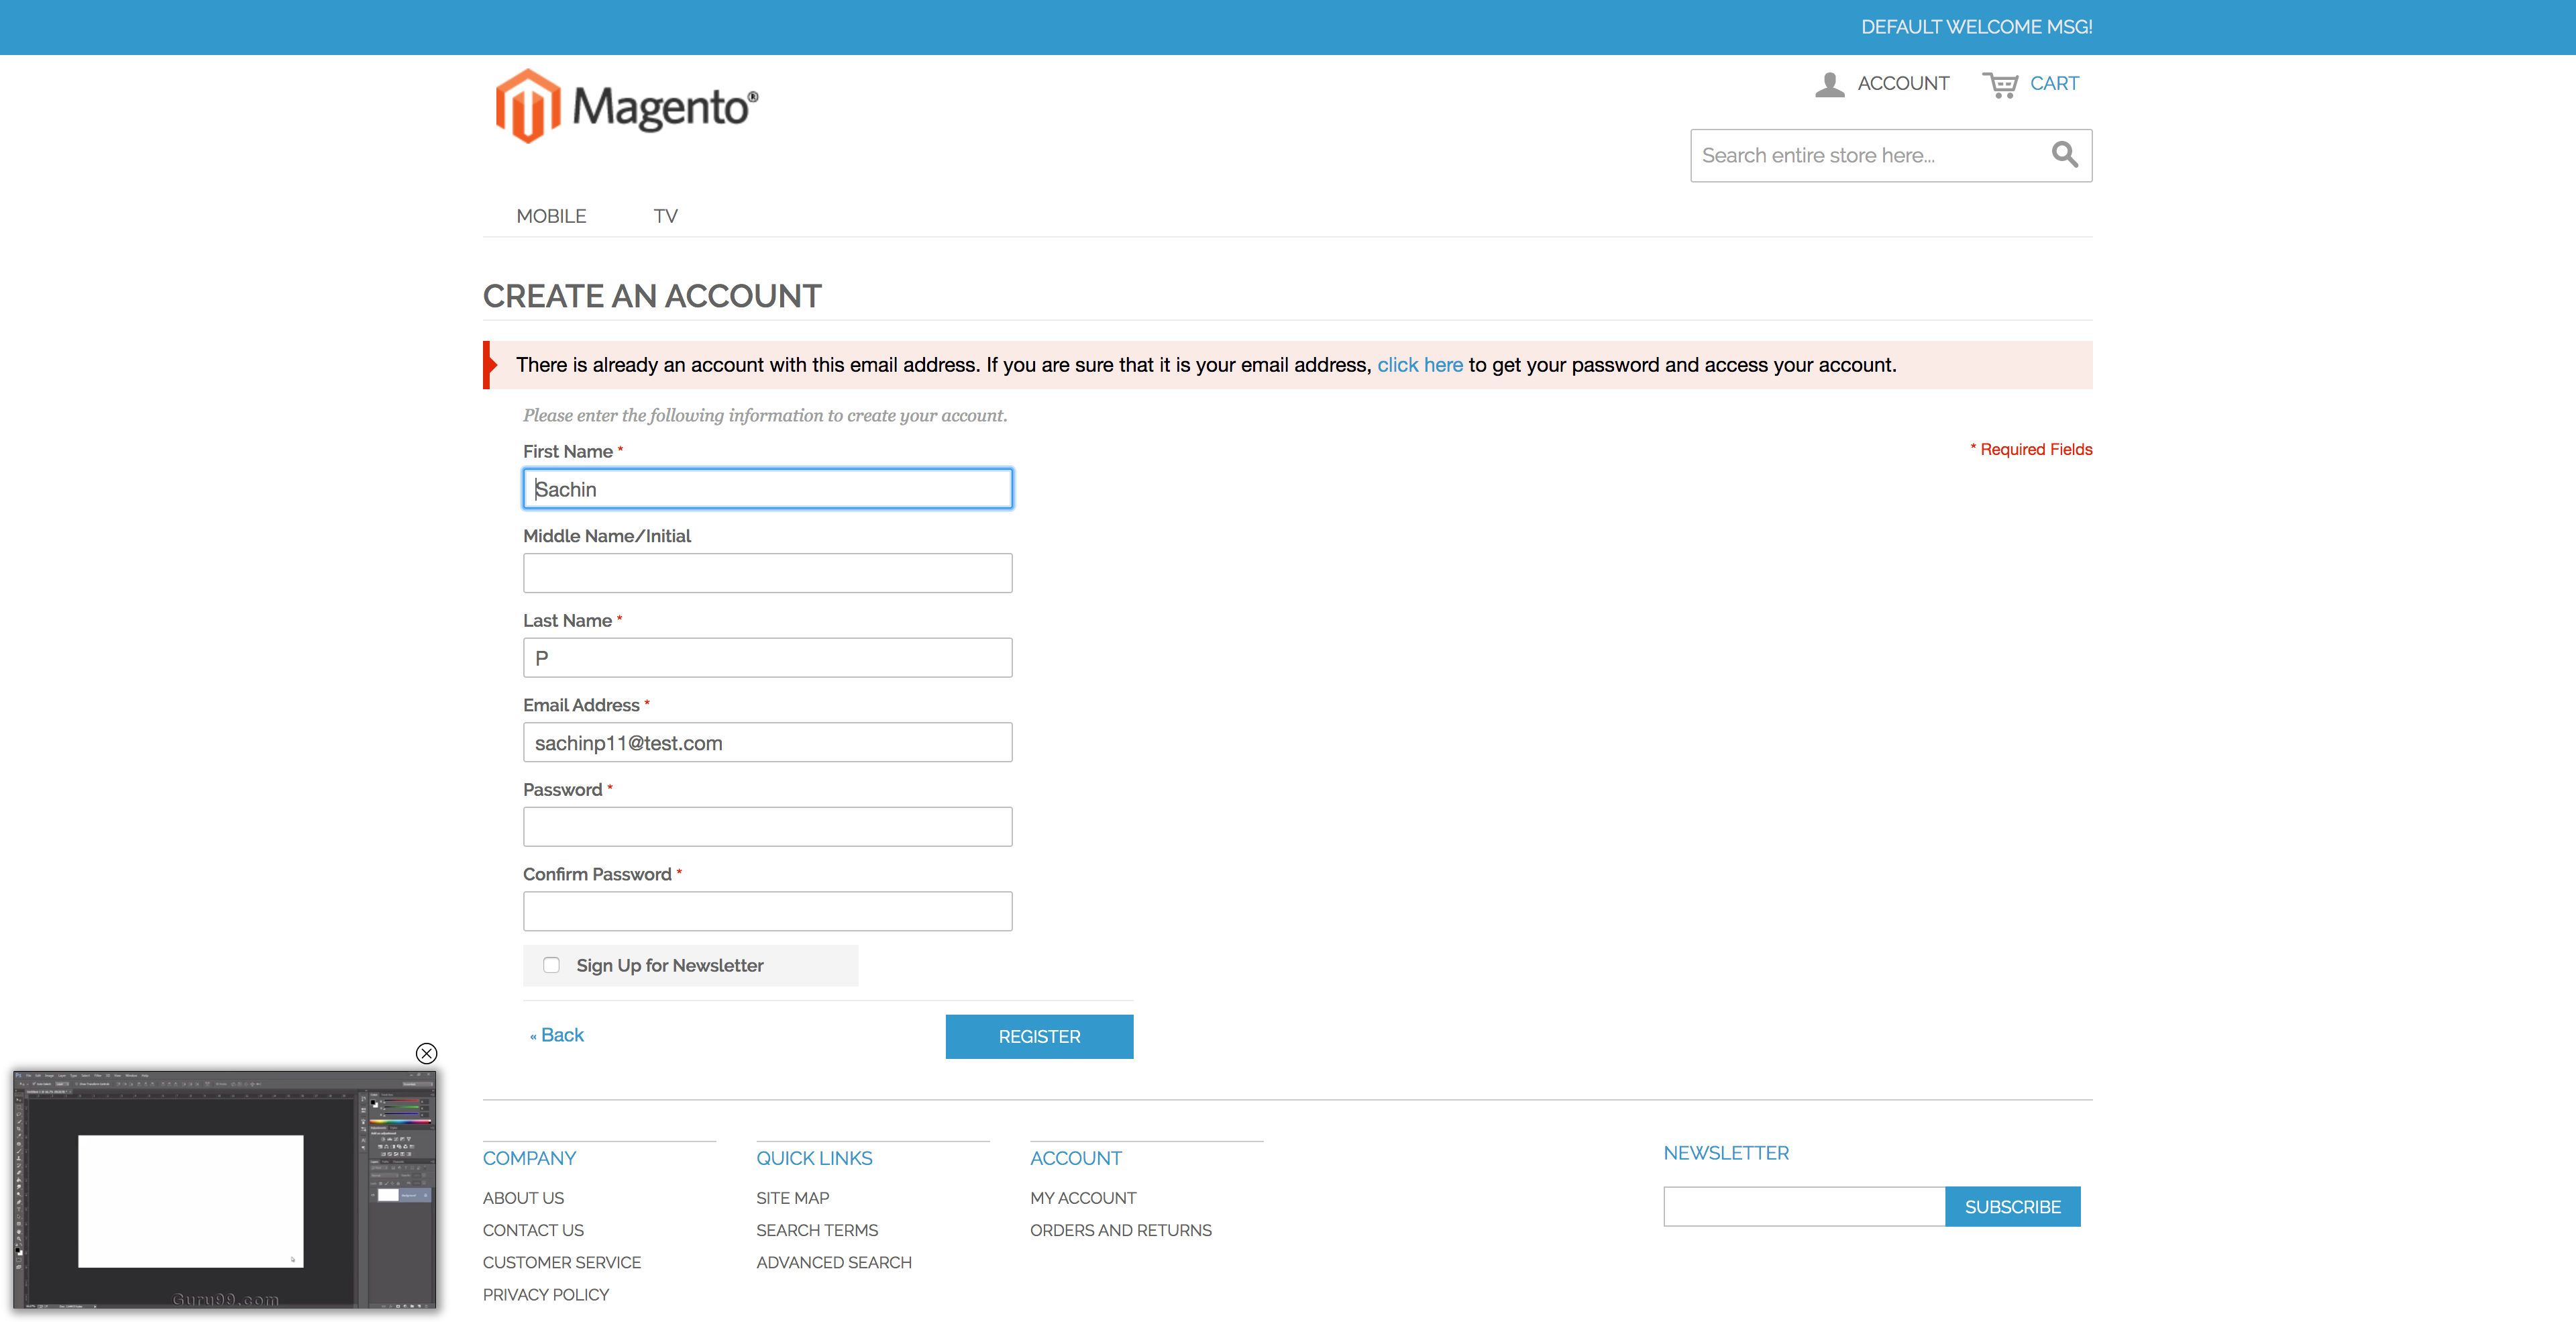 DEFAULT WELCOME MSG!
Magento®
ACCOUNT
CART
Search entire store here...
MOBILE
TV
CREATE AN ACCOUNT
There is already an account with this email address. If you are sure that it is your email address, click here to get your password and access your account.
Please enter the following information to create your account.
* Required Fields
First Name *
Sachin
Middle Name/Initial
Last Name *
P
Email Address *
sachinp11@test.com
Password *
Confirm Password *
Sign Up for Newsletter
« Back
REGISTER
COMPANY
ABOUT US
CONTACT US
CUSTOMER SERVICE
PRIVACY POLICY
QUICK LINKS
SITE MAP
SEARCH TERMS
ADVANCED SEARCH
ACCOUNT
MY ACCOUNT
ORDERS AND RETURNS
NEWSLETTER
SUBSCRIBE
Guru99.com